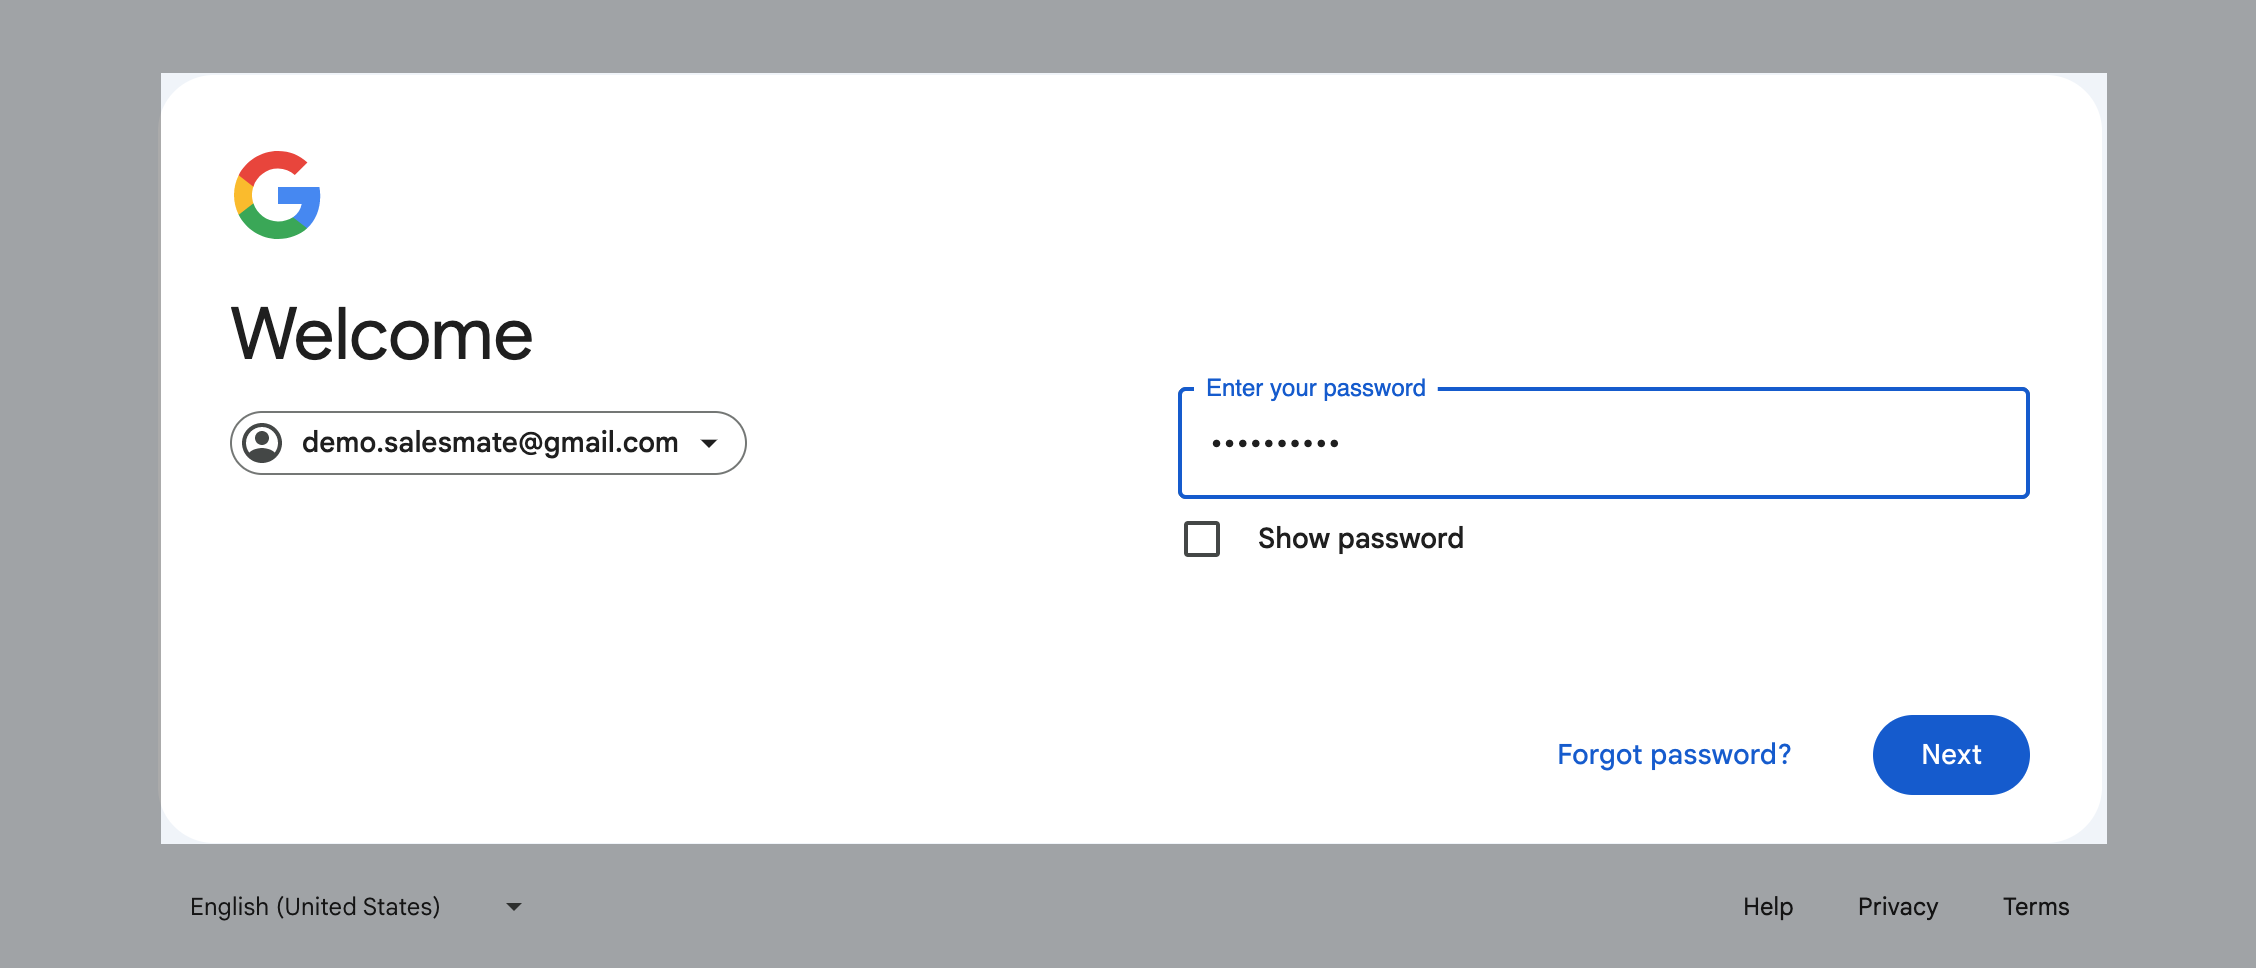 Welcome
demo.salesmate@gmail.com
Enter your password
••••••••••
Show password
Forgot password?
Next
English (United States)
Help
Privacy
Terms